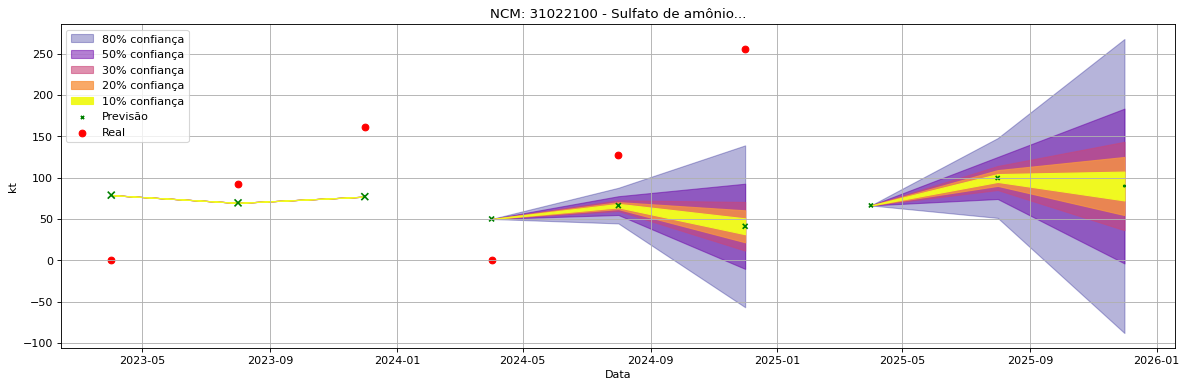 NCM: 31022100 - Sulfato de amônio...
80% confiança
50% confiança
30% confiança
20% confiança
10% confiança
Previsão
Real
kt
250
200
150
100
50
0
−50
−100
2023-05
2023-09
2024-01
2024-05
2024-09
2025-01
2025-05
2025-09
2026-01
Data